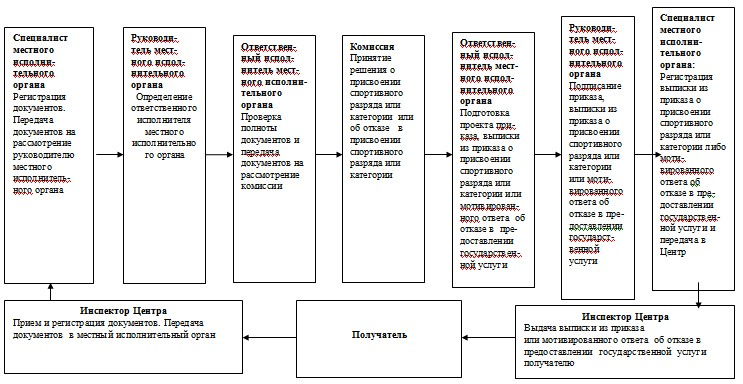 Специалист
местного
исполни-
тельного
органа
Регистрация
документов.
Передача
документов на
рассмотрение
руководителю
местного
исполнитель-
ного органа
Руководи-
тель мест-
ного испол-
нительного
органа
Определение
ответственного
исполнителя
местного
исполнительно
го органа
Ответствен-
ный испол-
нитель мест-
ного исполни-
тельного
органа
Проверка
полноты
документов и
передача
документов на
рассмотрение
комиссии
Комиссия
Принятие
решения о
присвоении
спортивного
разряда или
категории или
об отказе в
присвоении
спортивного
разряда или
категории
Ответствен-
ный испол-
нитель мест-
ного испол-
нительного
органа
Подготовка
проекта при-
каза, выписки
из приказа о
присвоении
спортивного
разряда или
категории или
мотивирован-
ного ответа об
отказе в пре-
доставлении
государствен-
ной услуги
Руководи-
тель мест-
ного испол-
нительного
органа
Подписание
приказа,
выписки из
приказа о
присвоении
спортивного
разряда или
категории
или моти-
вированного
ответа об
отказе в пре-
доставлении
государст-
венной
услуги
Специалист
местного
исполни-
тельного
органа:
Регистрация
выписки из
приказа о
присвоении
спортивного
разряда или
категории либо
моти-
вированного
ответа об
отказе в пре-
доставлении
государствен-
ной услуги и
передача в
Центр
Инспектор Центра
Прием и регистрация документов. Передача
документов в местный исполнительный орган
Получатель
Инспектор Центра
Выдача выписки из приказа
или мотивированного ответа об отказе в
предоставлении государственной услуги
получателю